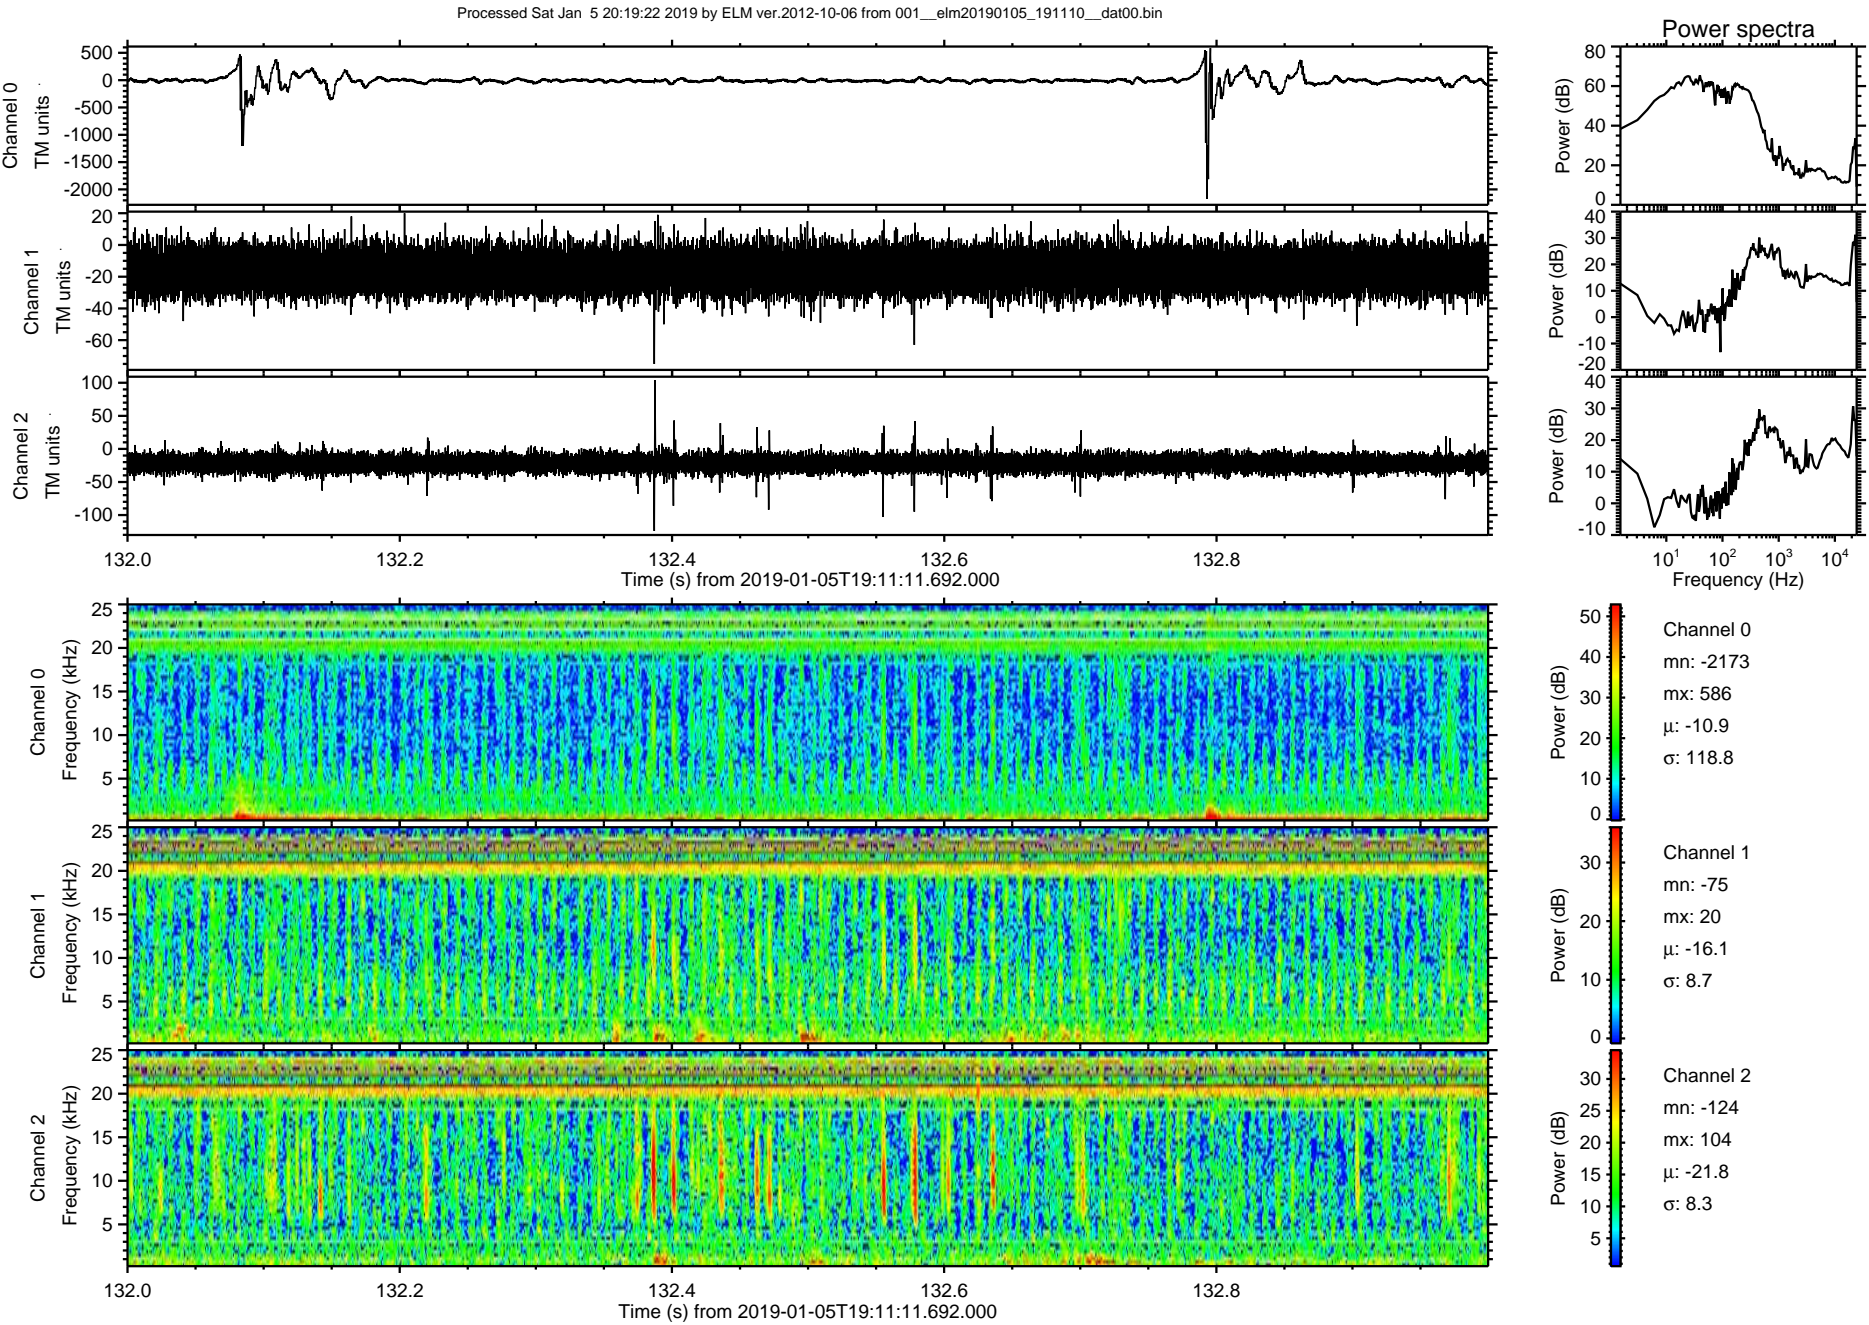 Processed Sat Jan  5 20:19:22 2019 by ELM ver.2012-10-06 from 001__elm20190105_191110__dat00.bin
Power spectra
Channel 0
TM units
500
0
-500
-1000
-1500
-2000
Power (dB)
80
60
40
20
0
Channel 1
TM units
20
0
-20
-40
-60
Power (dB)
40
30
20
10
0
-10
-20
Channel 2
TM units
100
50
0
-50
-100
Power (dB)
40
30
20
10
0
-10
132.0 132.2 132.4 132.6 132.8
Time (s) from 2019-01-05T19:11:11.692.000
10^1 10^2 10^3 10^4
Frequency (Hz)
Channel 0
Frequency (kHz)
25
20
15
10
5
Power (dB)
50
40
30
20
10
0
Channel 0
mn: -2173
mx: 586
μ: -10.9
σ: 118.8
Channel 1
Frequency (kHz)
25
20
15
10
5
Power (dB)
30
20
10
0
Channel 1
mn: -75
mx: 20
μ: -16.1
σ: 8.7
Channel 2
Frequency (kHz)
25
20
15
10
5
Power (dB)
30
25
20
15
10
5
Channel 2
mn: -124
mx: 104
μ: -21.8
σ: 8.3
132.0 132.2 132.4 132.6 132.8
Time (s) from 2019-01-05T19:11:11.692.000